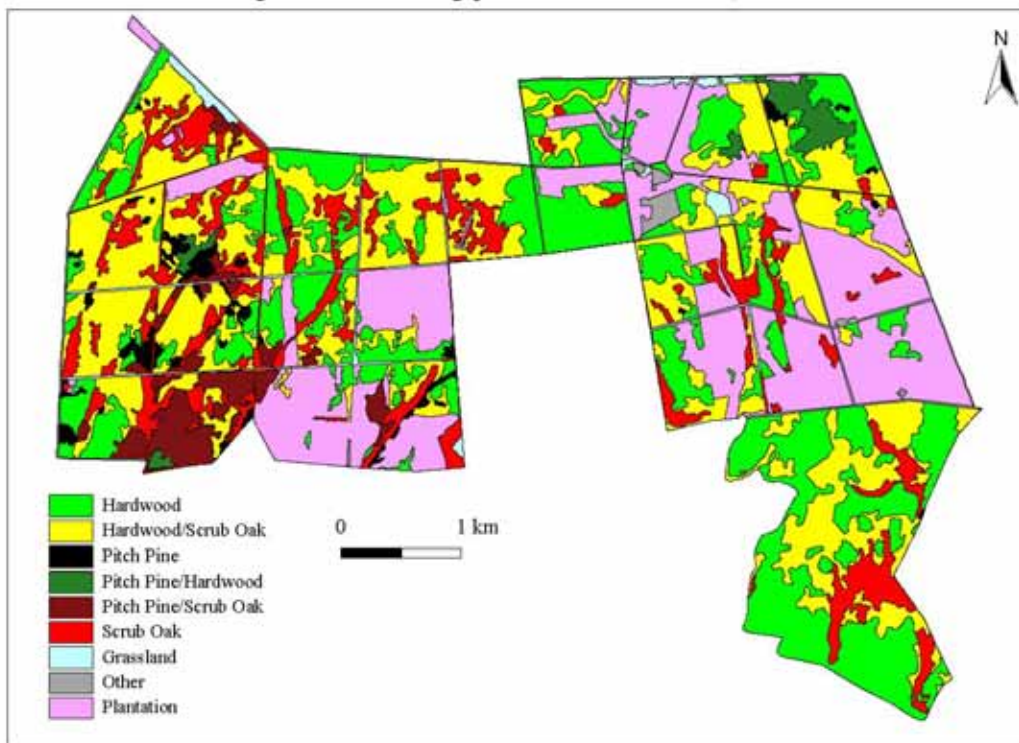 N
Hardwood
Hardwood/Scrub Oak
Pitch Pine
Pitch Pine/Hardwood
Pitch Pine/Scrub Oak
Scrub Oak
Grassland
Other
Plantation
0 1 km